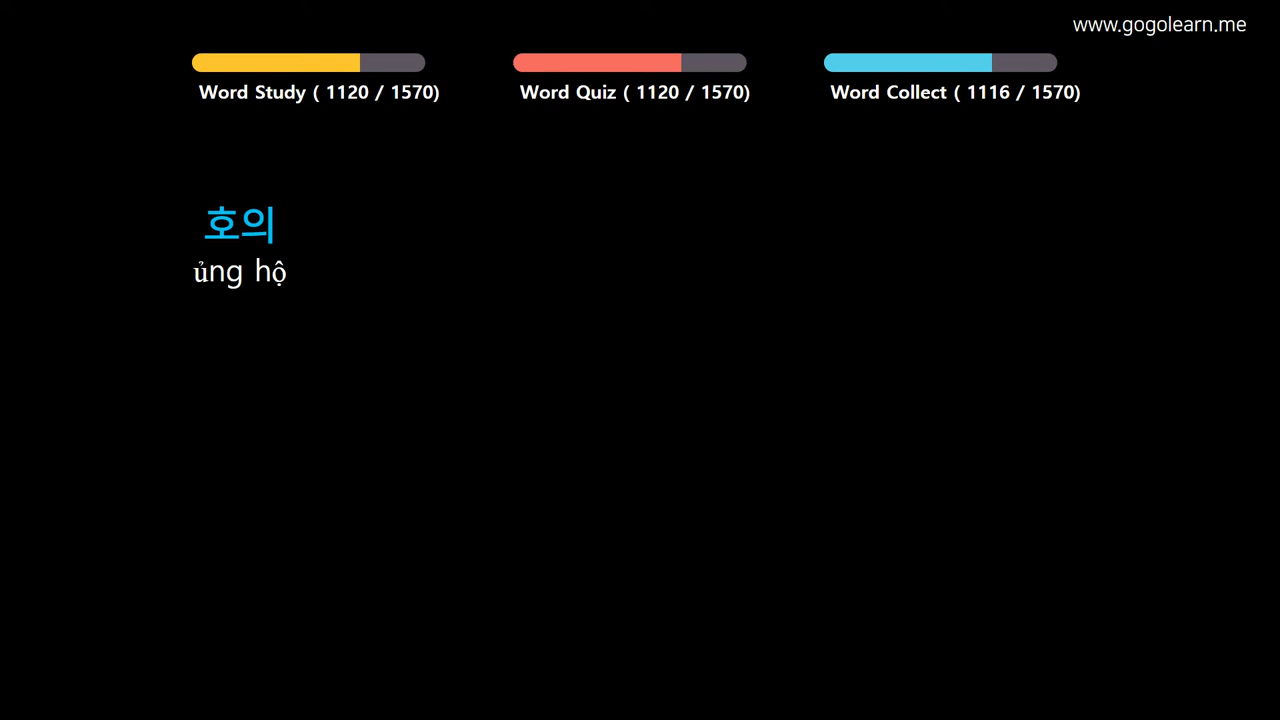 www.gogolearn.me
Word Study ( 1120 / 1570)
Word Quiz ( 1120 / 1570)
Word Collect ( 1116 / 1570)
호의
ủng hộ